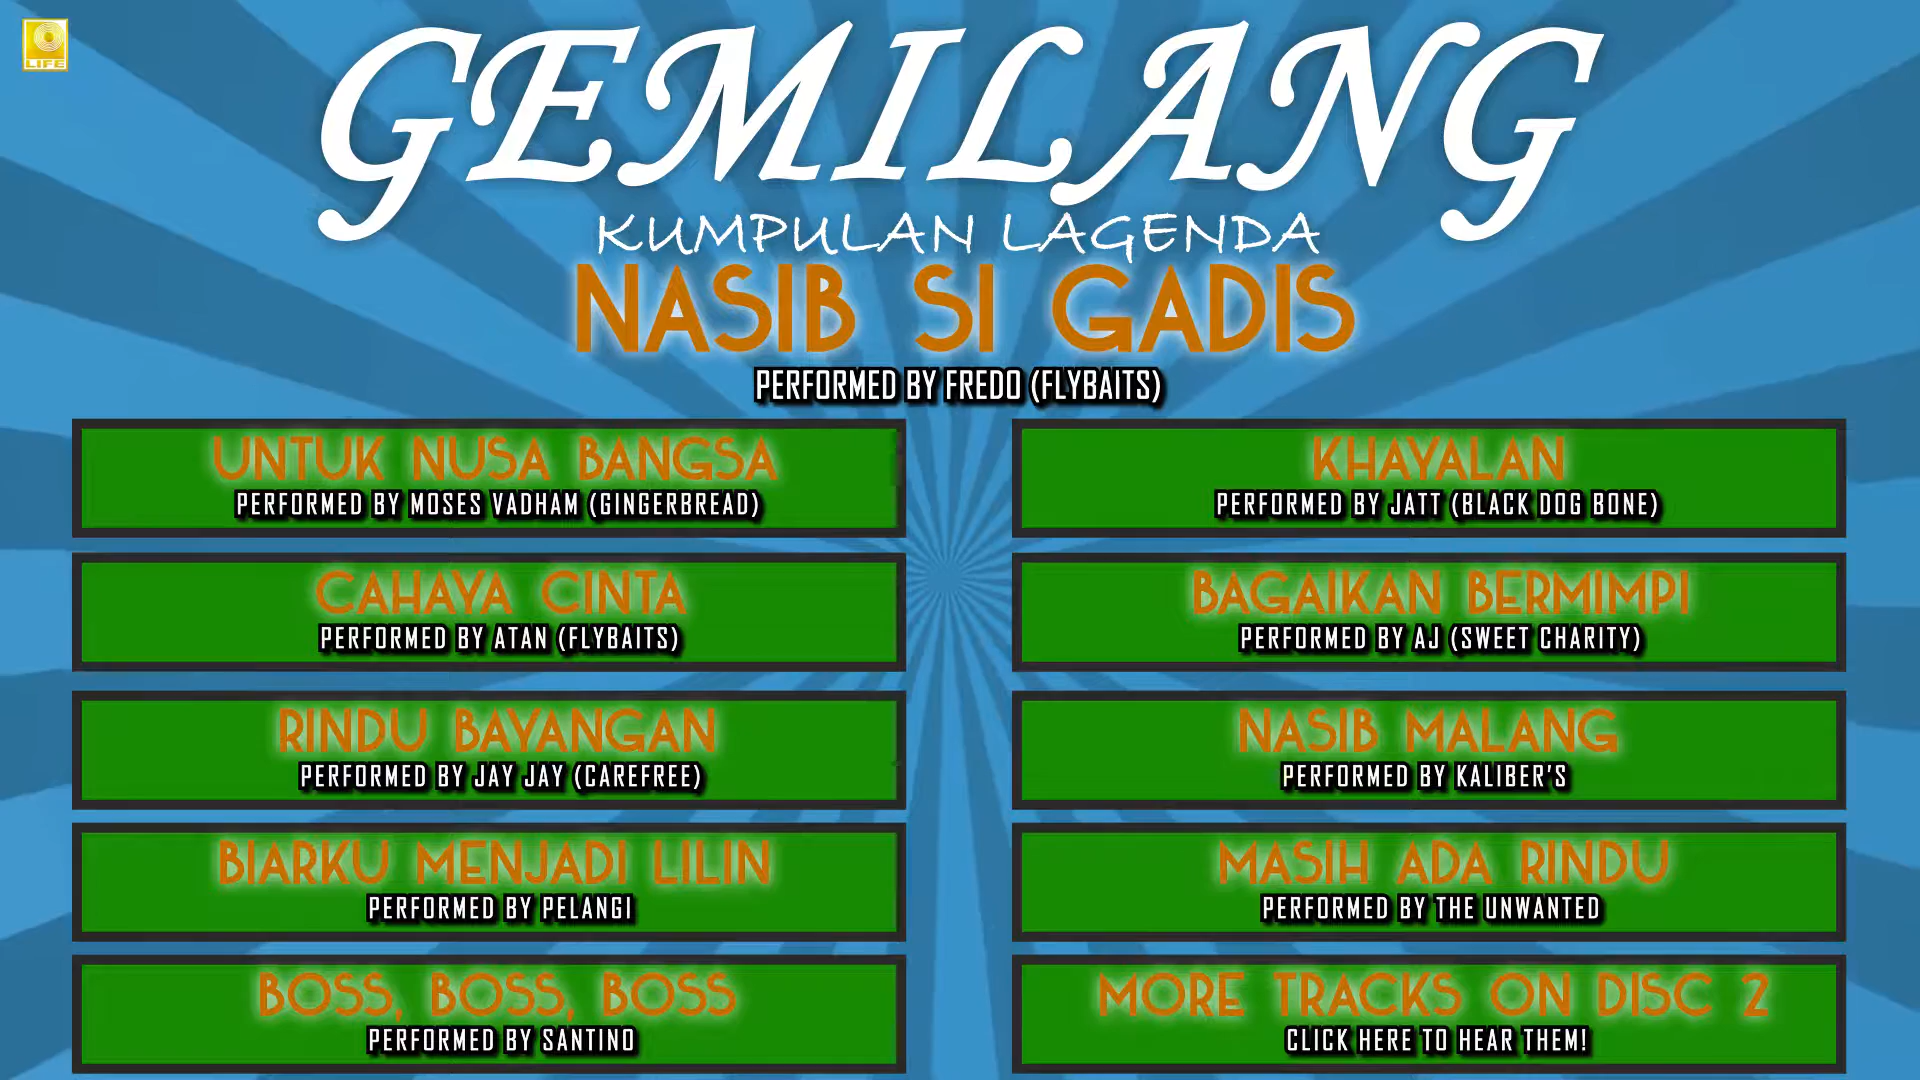 LIFE
GEMILANG
KUMPULAN LAGENDA
NASIB SI GADIS
PERFORMED BY FREDO (FLYBAITS)
UNTUK NUSA BANGSA
PERFORMED BY MOSES VADHAM (GINGERBREAD)
KHAYALAN
PERFORMED BY JATT (BLACK DOG BONE)
CAHAYA CINTA
PERFORMED BY ATAN (FLYBAITS)
BAGAIKAN BERMIMPI
PERFORMED BY AJ (SWEET CHARITY)
RINDU BAYANGAN
PERFORMED BY JAY JAY (CAREFREE)
NASIB MALANG
PERFORMED BY KALIBER'S
BIARKU MENJADI LILIN
PERFORMED BY PELANGI
MASIH ADA RINDU
PERFORMED BY THE UNWANTED
BOSS, BOSS, BOSS
PERFORMED BY SANTINO
MORE TRACKS ON DISC 2
CLICK HERE TO HEAR THEM!